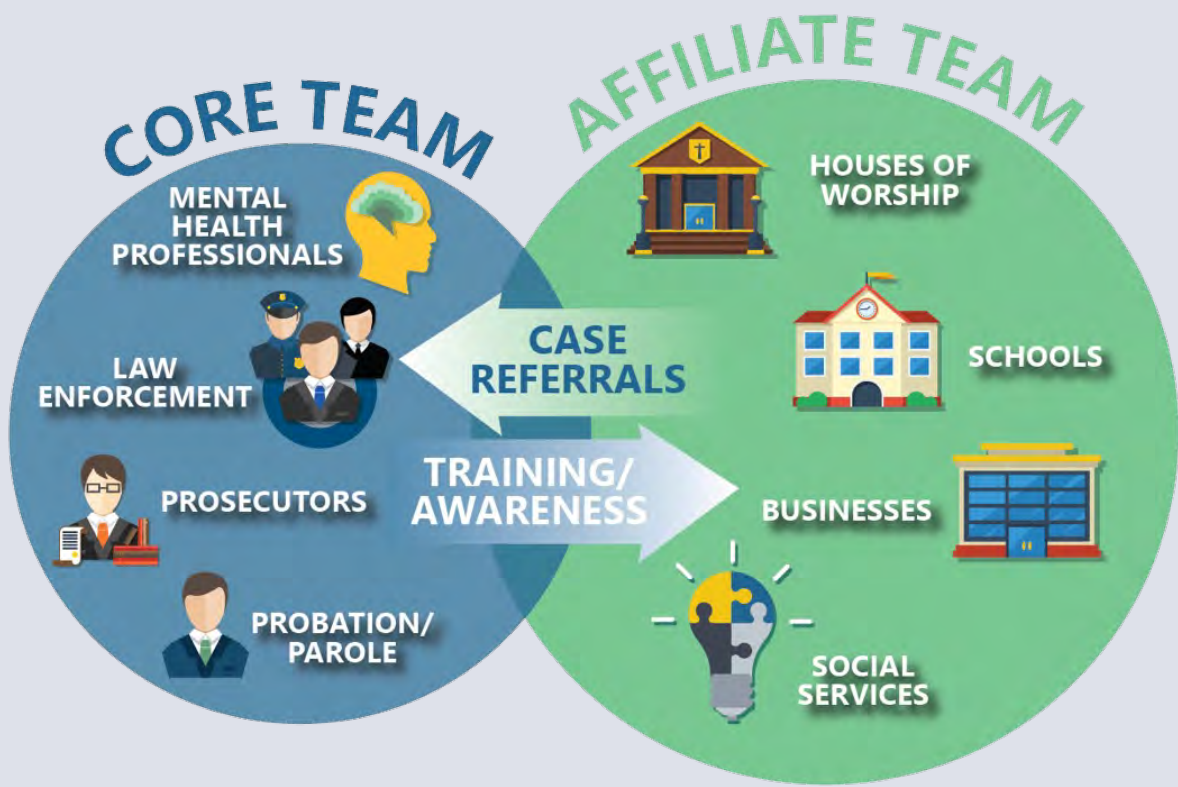 CORE TEAM
MENTAL
HEALTH
PROFESSIONALS
LAW
ENFORCEMENT
PROSECUTORS
PROBATION/
PAROLE
CASE
REFERRALS
TRAINING/
AWARENESS
AFFILIATE TEAM
HOUSES OF
WORSHIP
SCHOOLS
BUSINESSES
SOCIAL
SERVICES